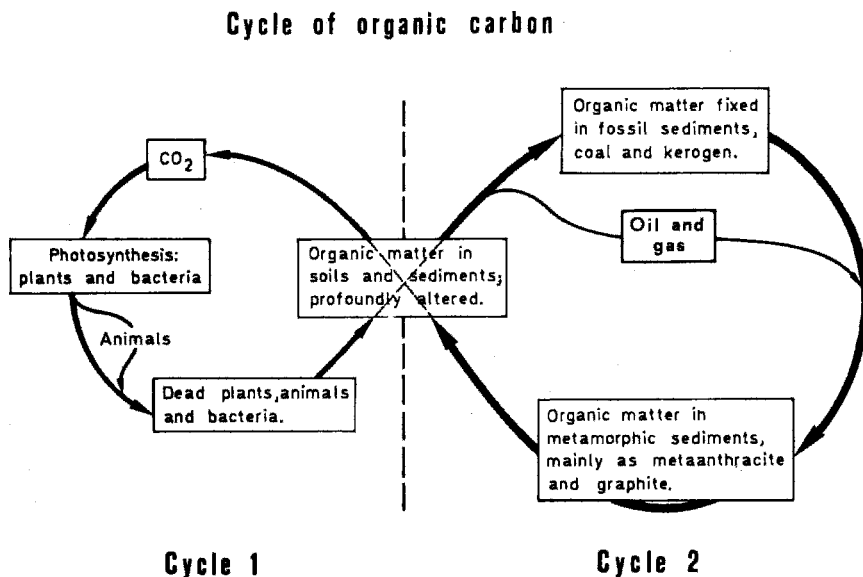 Cycle of organic carbon
CO2
Photosynthesis:
plants and bacteria
Animals
Dead plants,animals
and bacteria.
Organic matter in
soils and sediments;
profoundly altered.
Organic matter fixed
in fossil sediments,
coal and kerogen.
Oil and
gas
Organic matter in
metamorphic sediments,
mainly as metaanthracite
and graphite.
Cycle 1
Cycle 2